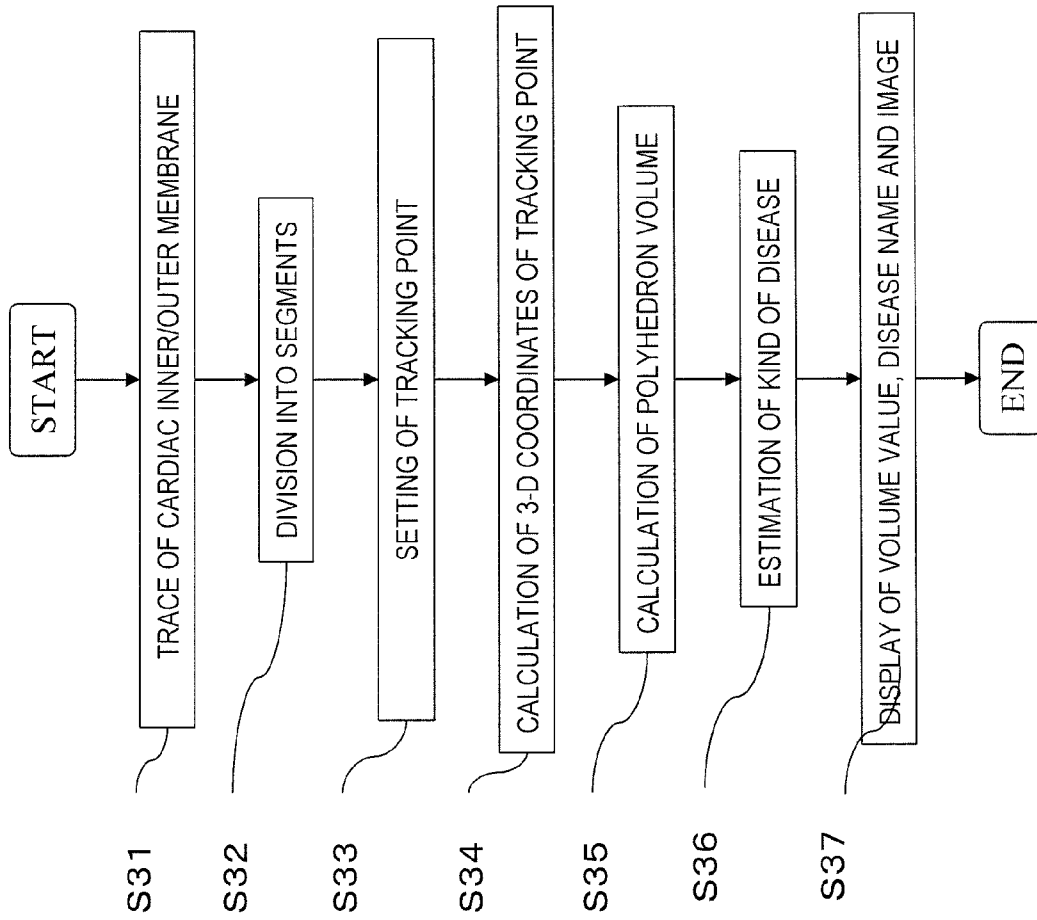 START
S31
TRACE OF CARDIAC INNER/OUTER MEMBRANE
S32
DIVISION INTO SEGMENTS
S33
SETTING OF TRACKING POINT
S34
CALCULATION OF 3-D COORDINATES OF TRACKING POINT
S35
CALCULATION OF POLYHEDRON VOLUME
S36
ESTIMATION OF KIND OF DISEASE
S37
DISPLAY OF VOLUME VALUE, DISEASE NAME AND IMAGE
END